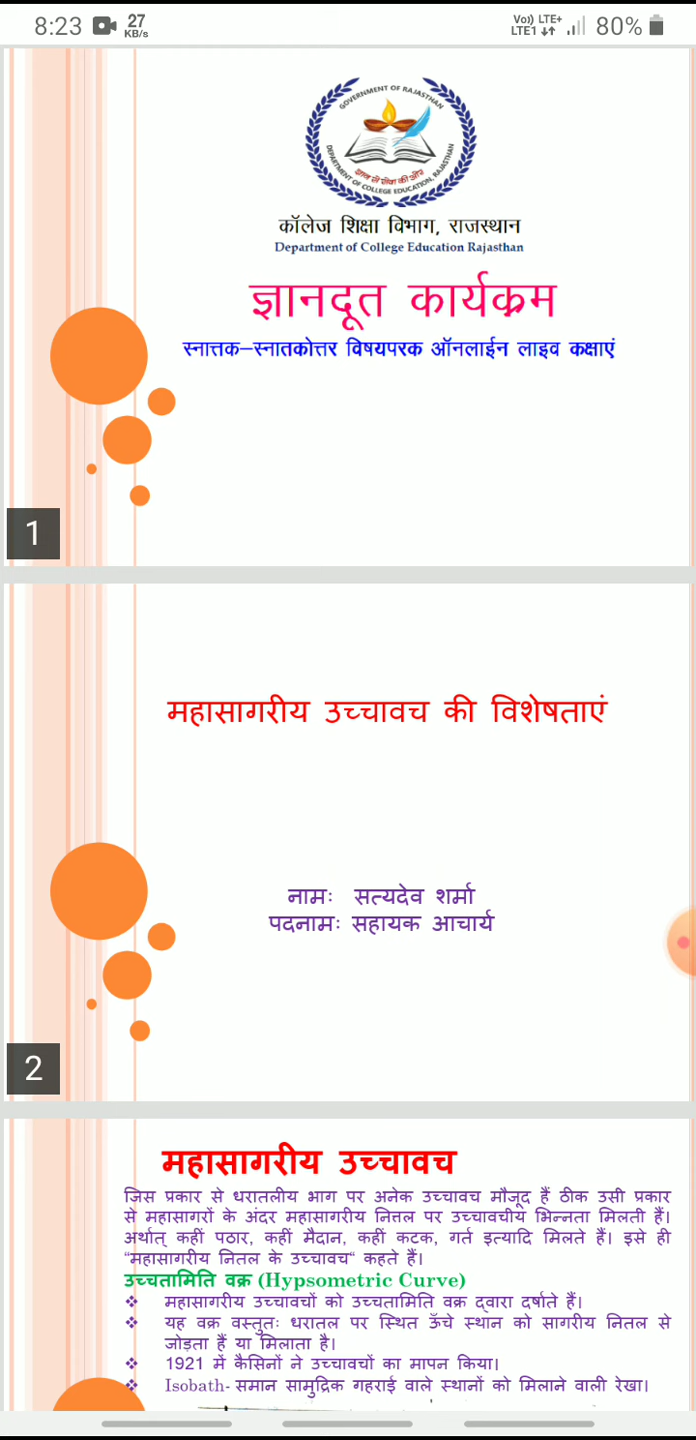 8:23
27
KB/s
Vo) LTE+
LTE1
80%
GOVERNMENT OF RAJASTHAN
DEPARTMENT OF COLLEGE EDUCATION, RAJASTHAN
ज्ञान से सेवा की ओर
कॉलेज शिक्षा विभाग, राजस्थान
Department of College Education Rajasthan
ज्ञानदूत कार्यक्रम
स्नात्तक–स्नातकोत्तर विषयपरक ऑनलाईन लाइव कक्षाएं
1
महासागरीय उच्चावच की विशेषताएं
नामः सत्यदेव शर्मा
पदनामः सहायक आचार्य
2
महासागरीय उच्चावच
जिस प्रकार से धरातलीय भाग पर अनेक उच्चावच मौजूद हैं ठीक उसी प्रकार
से महासागरों के अंदर महासागरीय नित्तल पर उच्चावचीय भिन्नता मिलती हैं।
अर्थात् कहीं पठार, कहीं मैदान, कहीं कटक, गर्त इत्यादि मिलते हैं। इसे ही
“महासागरीय नितल के उच्चावच“ कहते हैं।
उच्चतामिति वक्र (Hypsometric Curve)
❖ महासागरीय उच्चावचों को उच्चतामिति वक्र द्वारा दर्षाते हैं।
❖ यह वक्र वस्तुतः धरातल पर स्थित ऊँचे स्थान को सागरीय नितल से
जोड़ता हैं या मिलाता है।
❖ 1921 में कैसिनों ने उच्चावचों का मापन किया।
❖ Isobath- समान सामुद्रिक गहराई वाले स्थानों को मिलाने वाली रेखा।